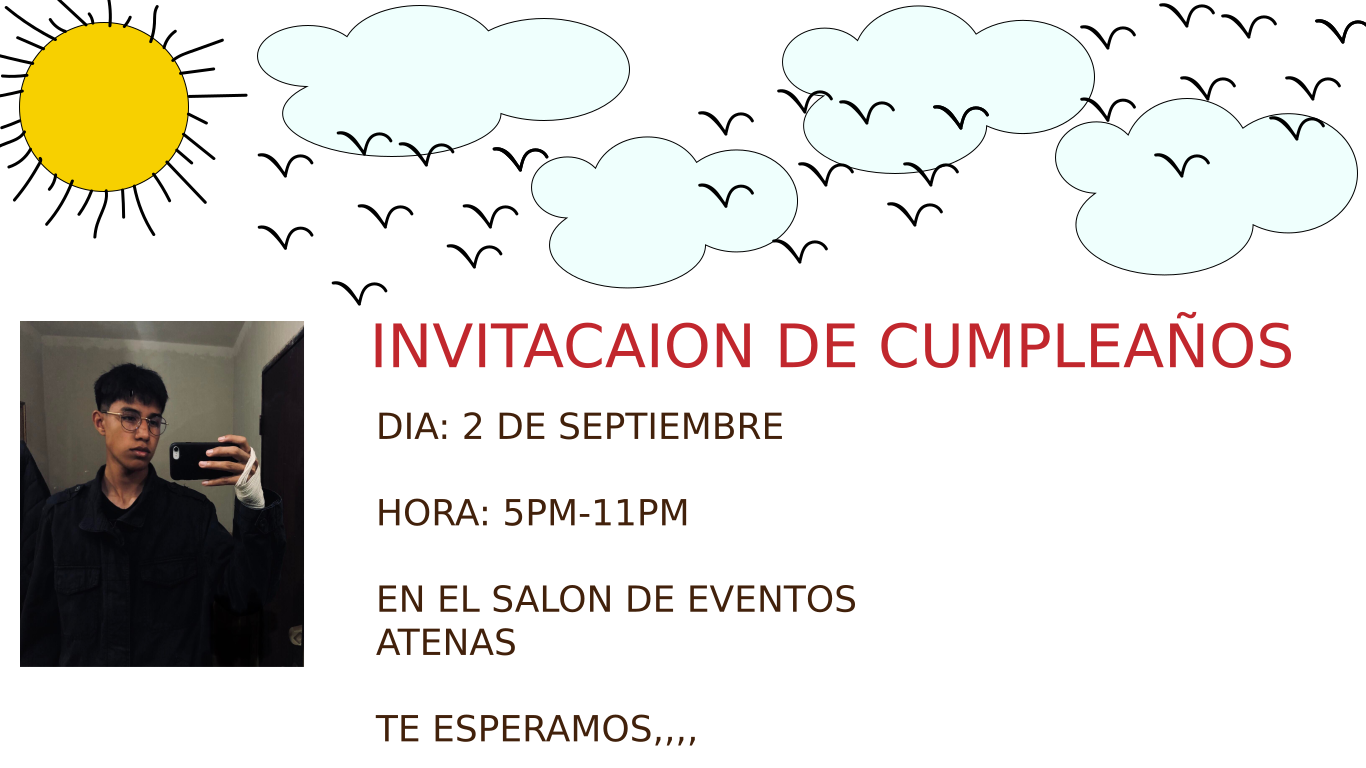 INVITACAION DE CUMPLEAÑOS
DIA: 2 DE SEPTIEMBRE
HORA: 5PM-11PM
EN EL SALON DE EVENTOS
ATENAS
TE ESPERAMOS,,,,